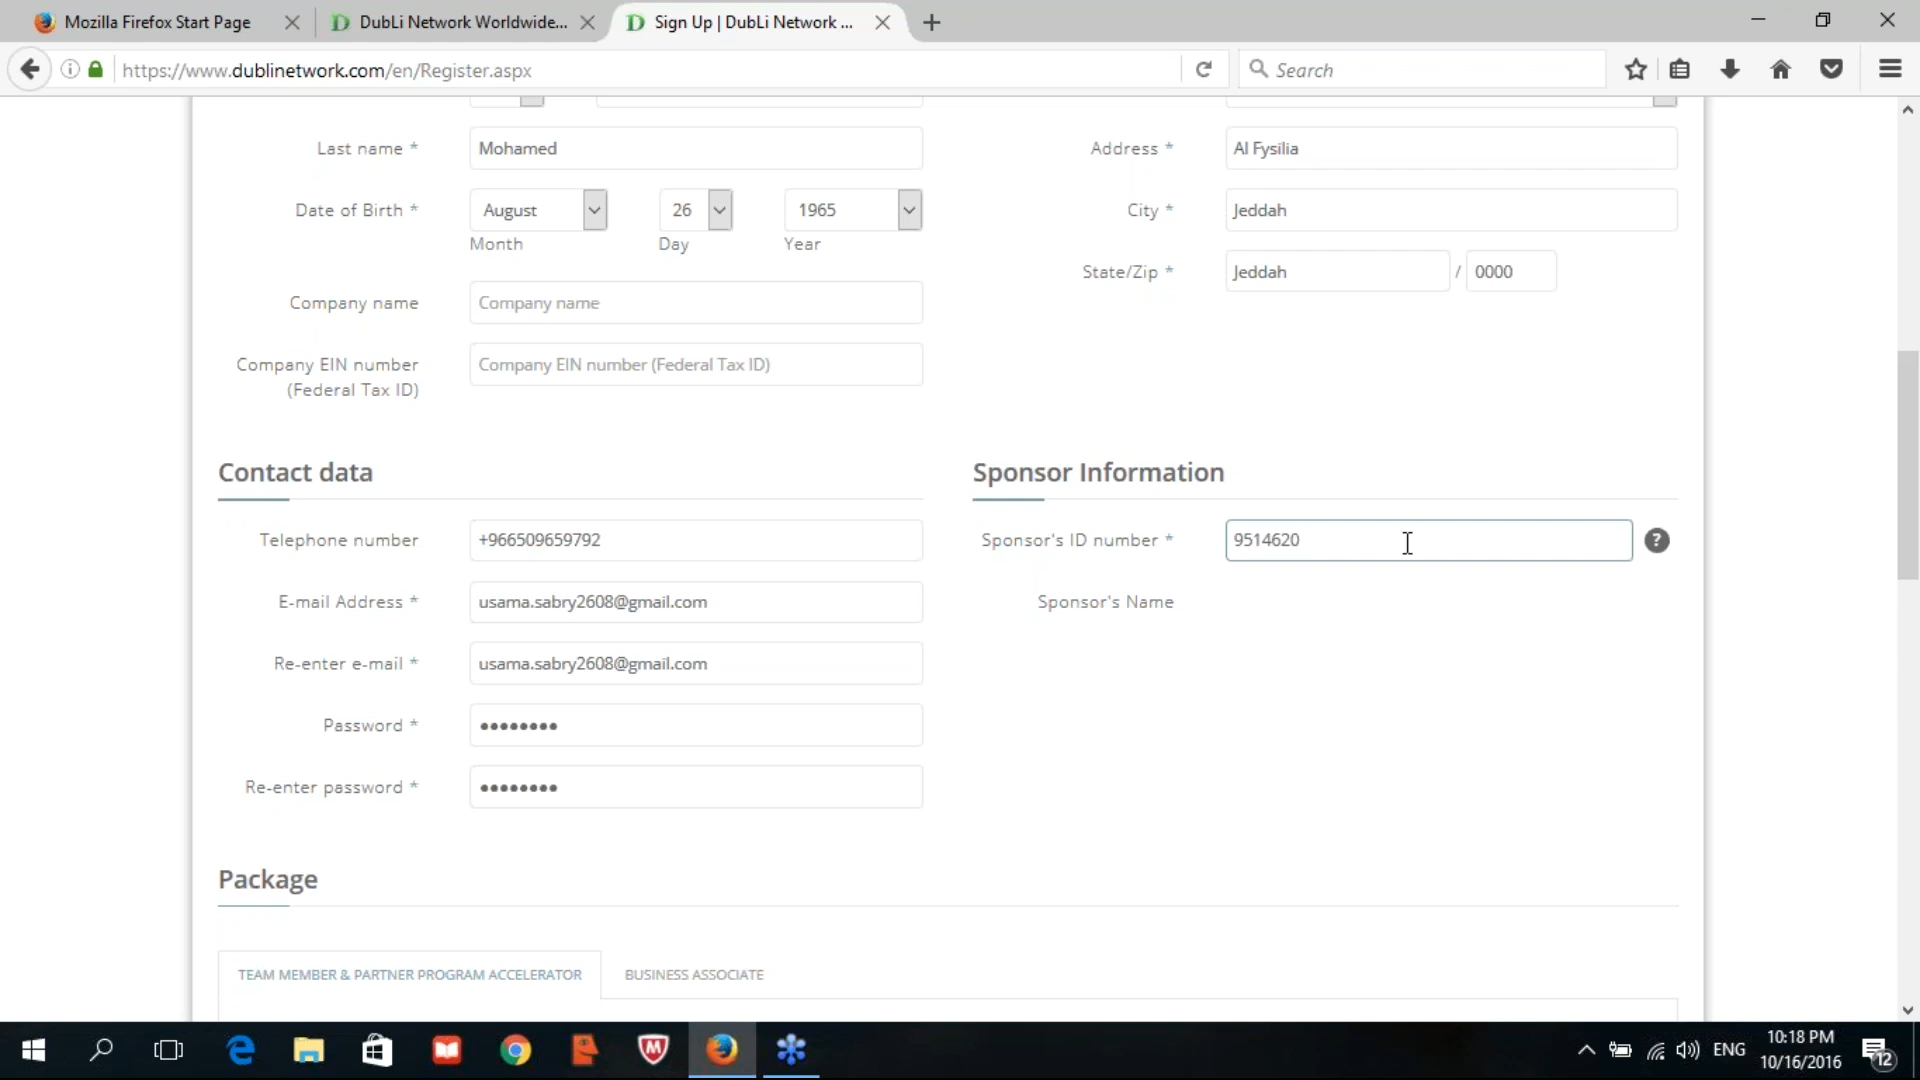 Mozilla Firefox Start Page
DubLi Network Worldwide...
Sign Up | DubLi Network ...
https://www.dublinetwork.com/en/Register.aspx
Search
Last name *
Mohamed
Address *
Al Fysilia
Date of Birth *
August
26
1965
Month
Day
Year
City *
Jeddah
State/Zip *
Jeddah
/
0000
Company name
Company name
Company EIN number
(Federal Tax ID)
Company EIN number (Federal Tax ID)
Contact data
Sponsor Information
Telephone number
+966509659792
Sponsor's ID number *
9514620
?
E-mail Address *
usama.sabry2608@gmail.com
Sponsor's Name
Re-enter e-mail *
usama.sabry2608@gmail.com
Password *
••••••••
Re-enter password *
••••••••
Package
TEAM MEMBER & PARTNER PROGRAM ACCELERATOR
BUSINESS ASSOCIATE
ENG
10:18 PM
10/16/2016
12